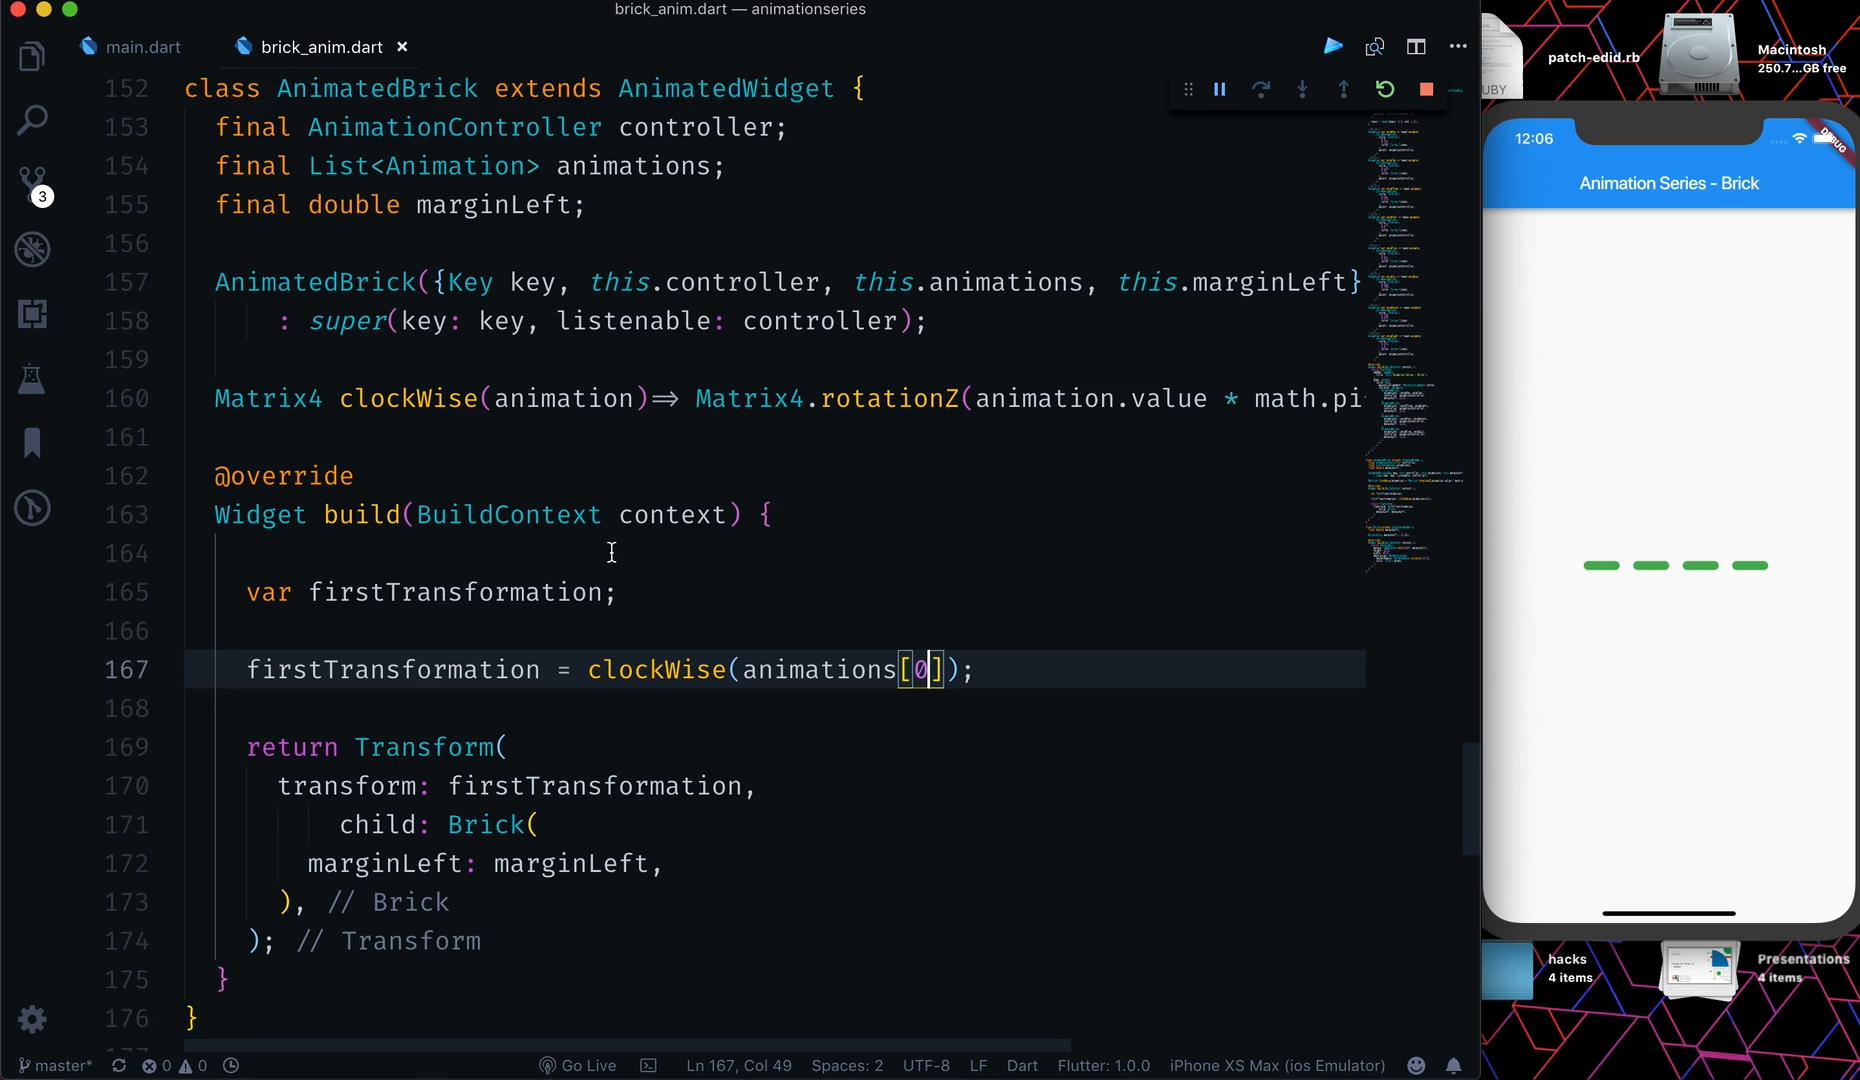 brick_anim.dart — animationseries
main.dart
brick_anim.dart
152 class AnimatedBrick extends AnimatedWidget {
153 final AnimationController controller;
154 final List<Animation> animations;
155 final double marginLeft;
156
157 AnimatedBrick({Key key, this.controller, this.animations, this.marginLeft}
158 : super(key: key, listenable: controller);
159
160 Matrix4 clockWise(animation)=> Matrix4.rotationZ(animation.value * math.pi
161
162 @override
163 Widget build(BuildContext context) {
164
165 var firstTransformation;
166
167 firstTransformation = clockWise(animations[0]);
168
169 return Transform(
170 transform: firstTransformation,
171 child: Brick(
172 marginLeft: marginLeft,
173 ), // Brick
174 ); // Transform
175 }
176 }
3
master*
0
0
Go Live
Ln 167, Col 49
Spaces: 2
UTF-8
LF
Dart
Flutter: 1.0.0
iPhone XS Max (ios Emulator)
UBY
patch-edid.rb
Macintosh
250.7...GB free
12:06
DEBUG
Animation Series - Brick
hacks
4 items
Presentations
4 items